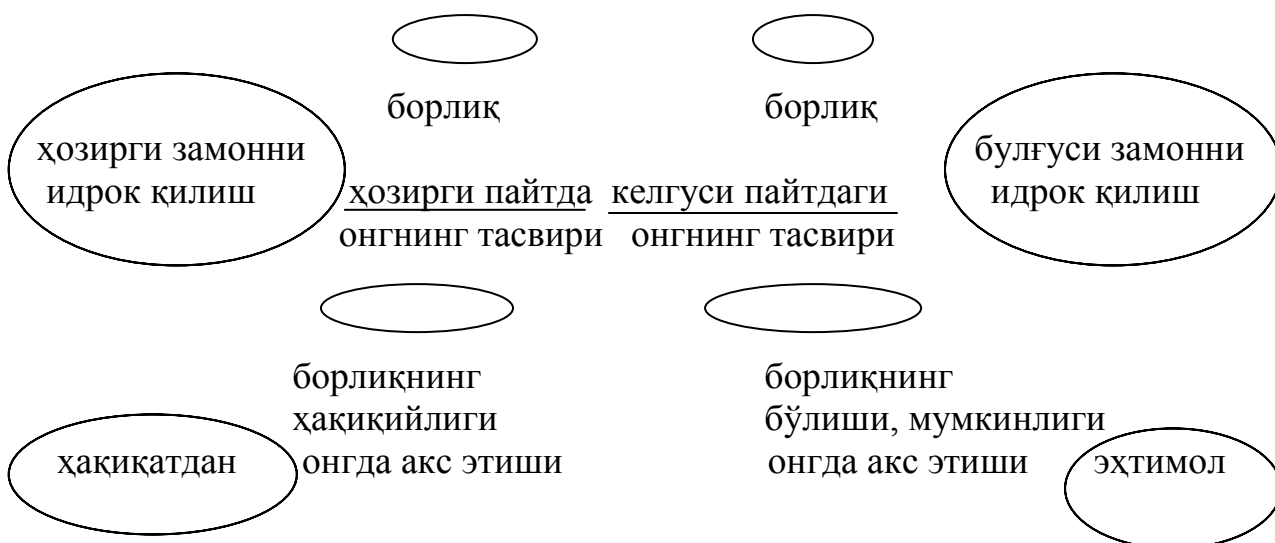 борлиқ борлиқ
ҳозирги замонни булғуси замонни
идрок қилиш ҳозирги пайтда келгуси пайтдаги идрок қилиш
онгнинг тасвири онгнинг тасвири
борлиқнинг борлиқнинг
ҳақиқийлиги бўлиши, мумкинлиги
ҳақиқатдан онгда акс этиши онгда акс этиши эҳтимол